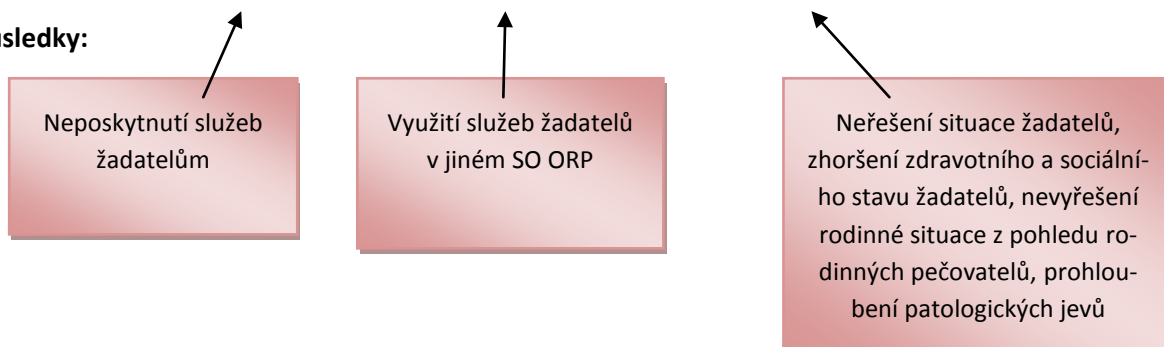 sledky:
Neposkytnutí služeb
žadatelům
Využití služeb žadatelů
v jiném SO ORP
Neřešení situace žadatelů,
zhoršení zdravotního a sociální-
ho stavu žadatelů, nevyřešení
rodinné situace z pohledu ro-
dinných pečovatelů, prohlou-
bení patologických jevů